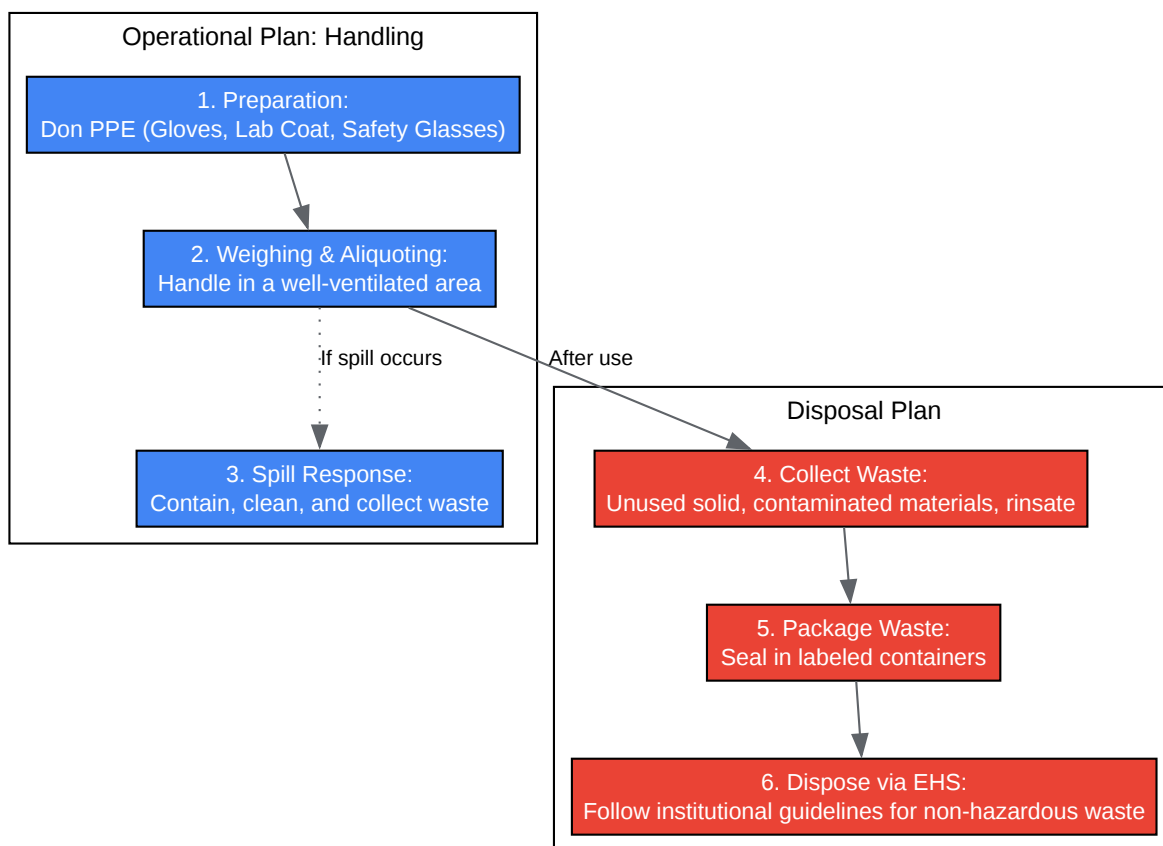 Operational Plan: Handling
1. Preparation:
Don PPE (Gloves, Lab Coat, Safety Glasses)
2. Weighing & Aliquoting:
Handle in a well-ventilated area
If spill occurs
After use
3. Spill Response:
Contain, clean, and collect waste
Disposal Plan
4. Collect Waste:
Unused solid, contaminated materials, rinsate
5. Package Waste:
Seal in labeled containers
6. Dispose via EHS:
Follow institutional guidelines for non-hazardous waste